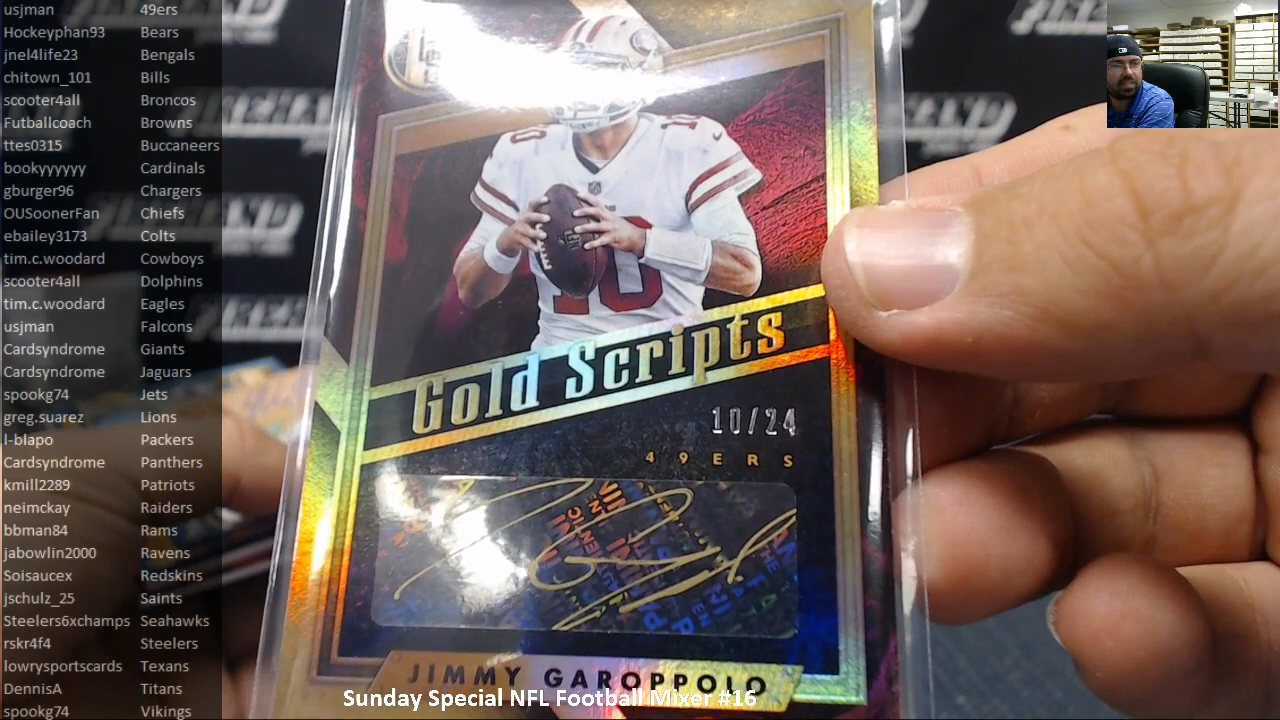 usjman 49ers
Hockeyphan93 Bears
jnel4life23 Bengals
chitown_101 Bills
scooter4all Broncos
Futballcoach Browns
ttes0315 Buccaneers
bookyyyyyy Cardinals
gburger96 Chargers
OUSoonerFan Chiefs
ebailey3173 Colts
tim.c.woodard Cowboys
scooter4all Dolphins
tim.c.woodard Eagles
usjman Falcons
Cardsyndrome Giants
Cardsyndrome Jaguars
spookg74 Jets
greg.suarez Lions
l-blapo Packers
Cardsyndrome Panthers
kmill2289 Patriots
neimckay Raiders
bbman84 Rams
jabowlin2000 Ravens
Soisaucex Redskins
jschulz_25 Saints
Steelers6xchamps Seahawks
rskr4f4 Steelers
lowrysportscards Texans
DennisA Titans
spookg74 Vikings
10
10
Gold Scripts
10/24
49ERS
JIMMY GAROPPOLO
Sunday Special NFL Football Mixer #16